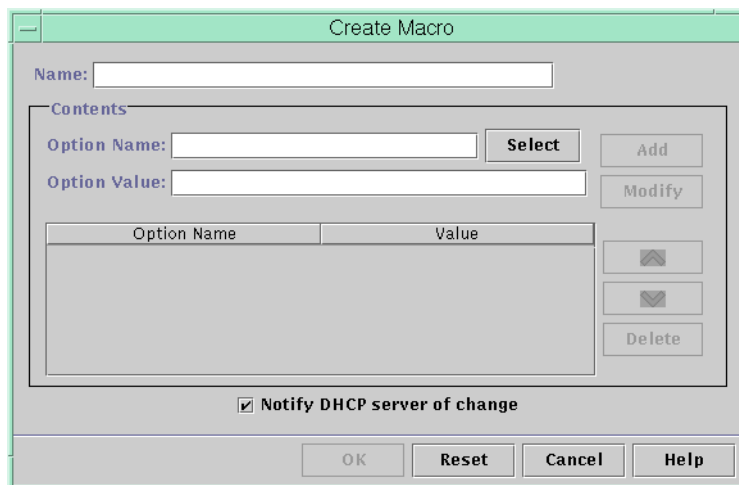 Create Macro
Name:
Contents
Option Name:
Select
Add
Option Value:
Modify
Option Name
Value
Delete
Notify DHCP server of change
OK
Reset
Cancel
Help